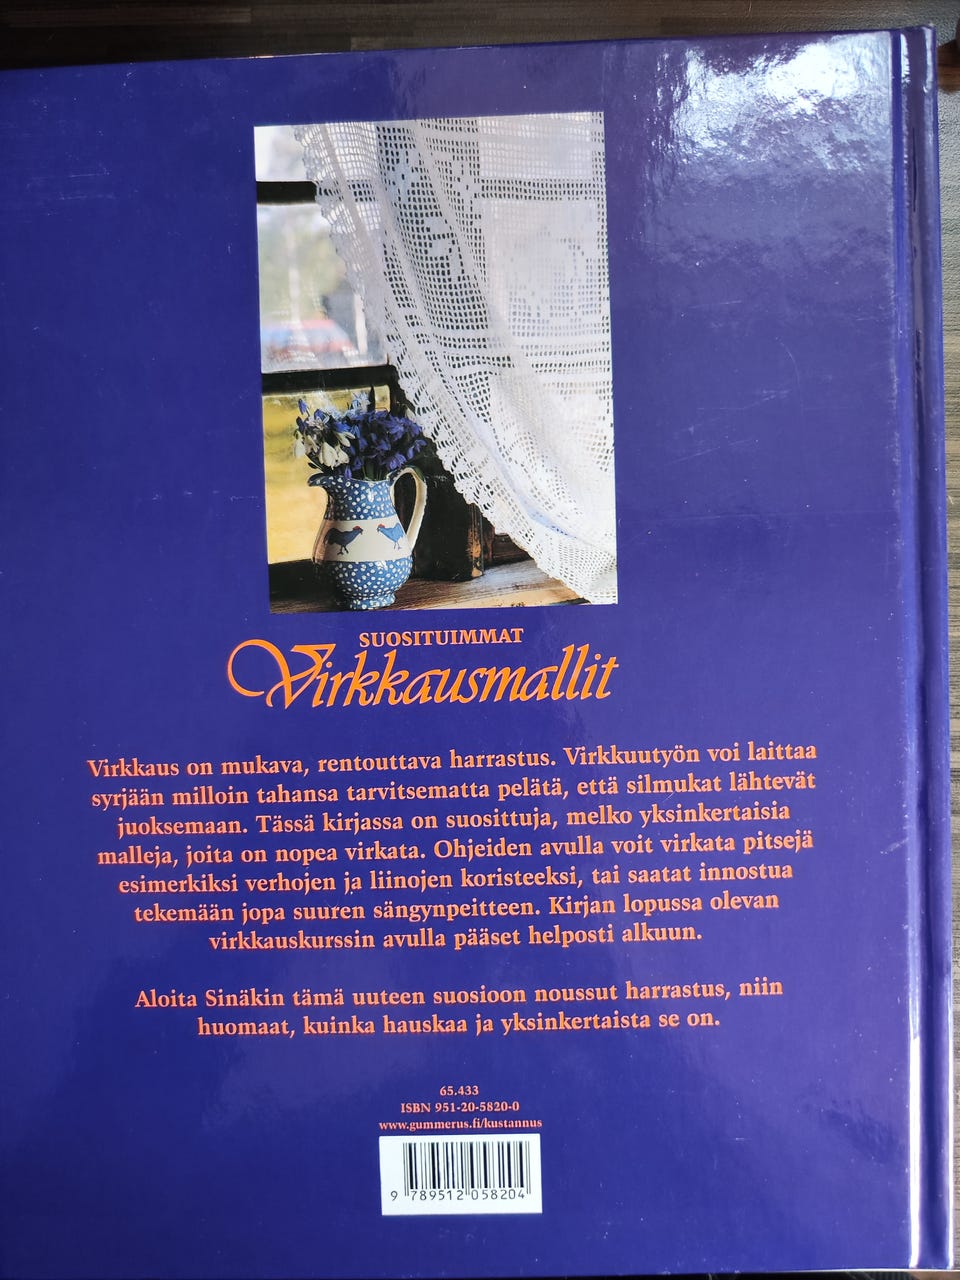 SUOSITUIMMAT
Virkkausmallit
Virkkaus on mukava, rentouttava harrastus. Virkkuutyön voi laittaa
syrjään milloin tahansa tarvitsematta pelätä, että silmukat lähtevät
juoksemaan. Tässä kirjassa on suosittuja, melko yksinkertaisia
malleja, joita on nopea virkata. Ohjeiden avulla voit virkata pitsejä
esimerkiksi verhojen ja liinojen koristeeksi, tai saatat innostua
tekemään jopa suuren sängynpeitteen. Kirjan lopussa olevan
virkkauskurssin avulla pääset helposti alkuun.
Aloita Sinäkin tämä uuteen suosioon noussut harrastus, niin
huomaat, kuinka hauskaa ja yksinkertaista se on.
65.433
ISBN 951-20-5820-0
www.gummerus.fi/kustannus
9 789512 058204